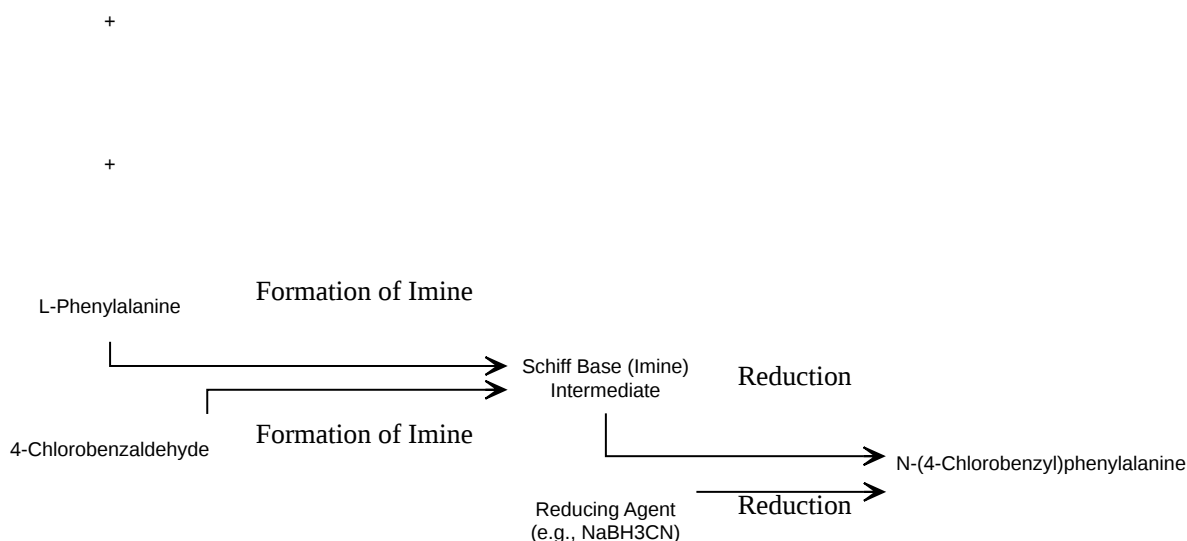 +
+
Formation of Imine
L-Phenylalanine
Schiff Base (Imine)
Intermediate
Reduction
Formation of Imine
4-Chlorobenzaldehyde
N-(4-Chlorobenzyl)phenylalanine
Reducing Agent
(e.g., NaBH3CN)
Reduction